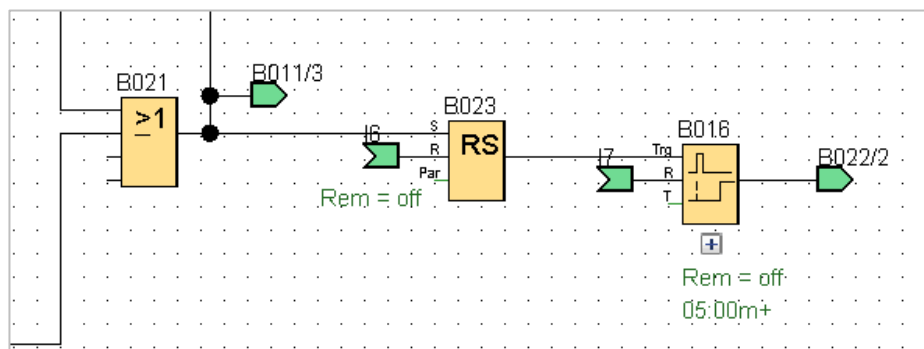 B011/3
B021
≥1
B023
I6
S
RS
R
Par
Rem = off
B016
I7
Trg
R
T
B022/2
+
Rem = off
05:00m+